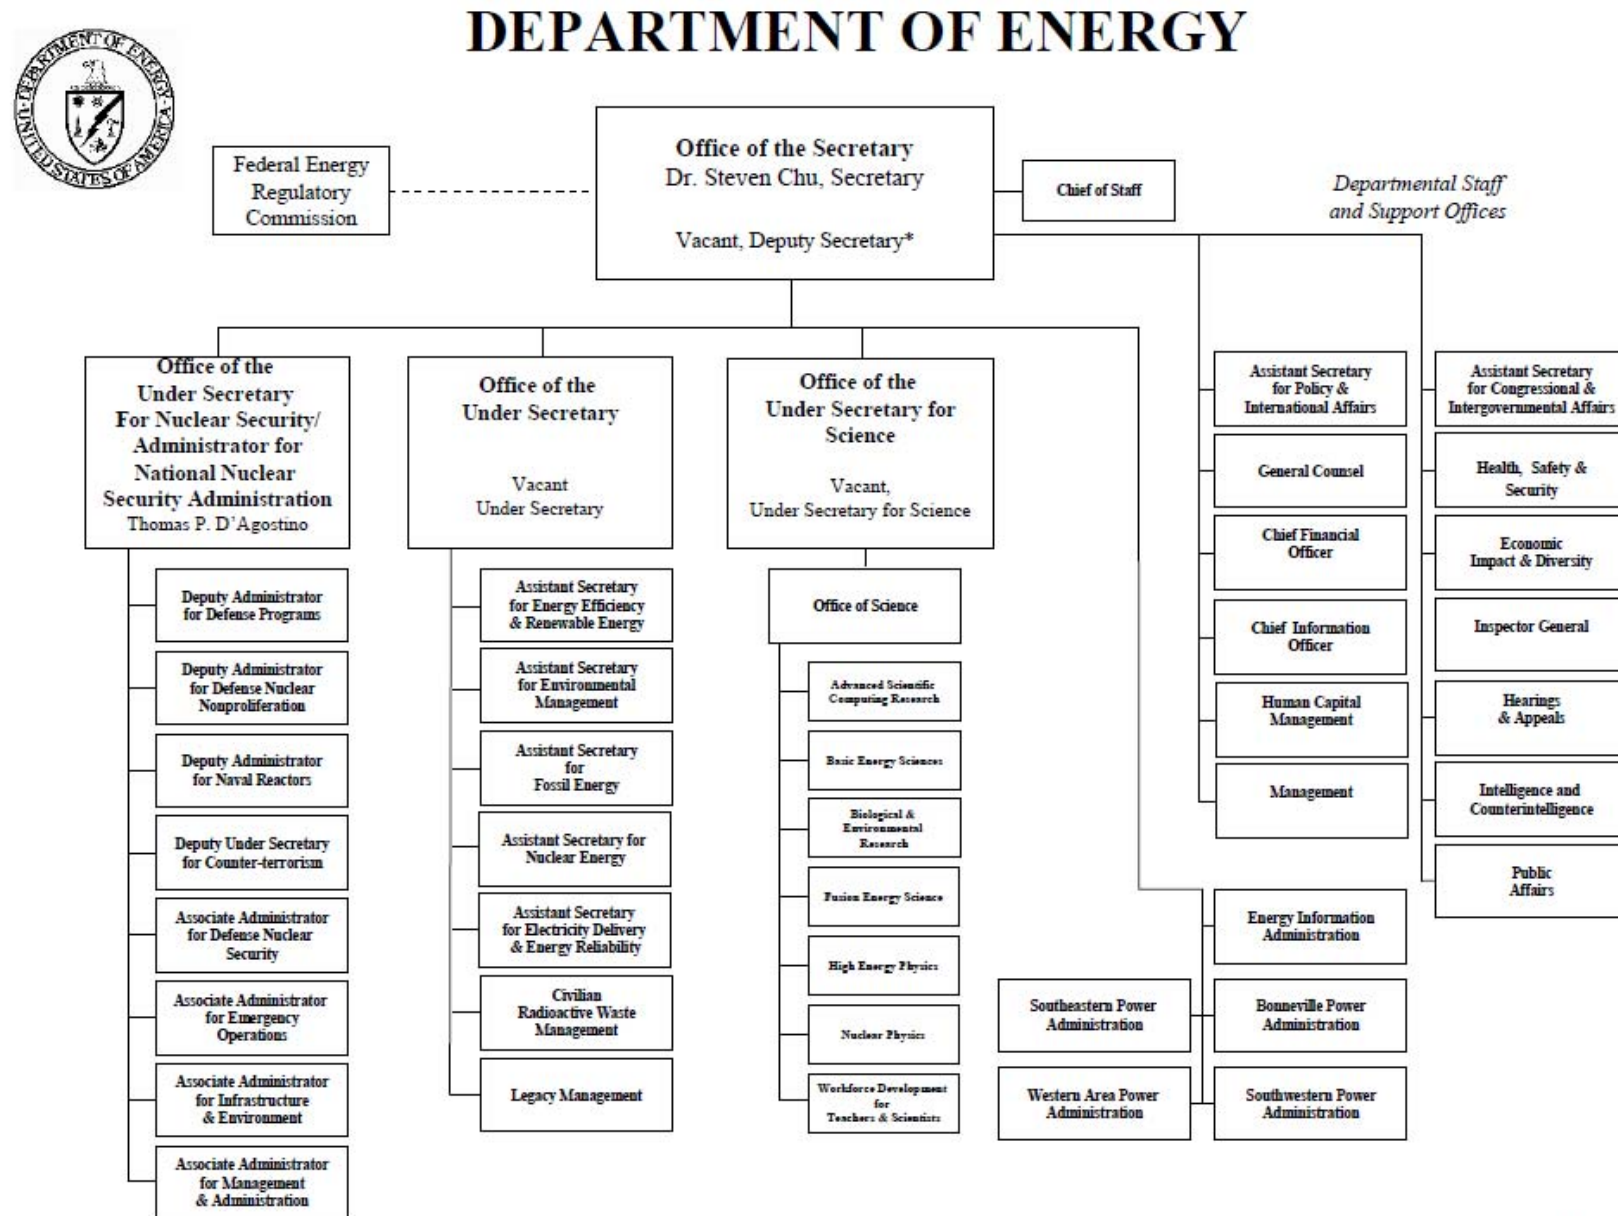 DEPARTMENT OF ENERGY
DEPARTMENT OF ENERGY
UNITED STATES OF AMERICA
Federal Energy
Regulatory
Commission
Office of the Secretary
Dr. Steven Chu, Secretary
Vacant, Deputy Secretary*
Chief of Staff
Departmental Staff
and Support Offices
Office of the
Under Secretary
For Nuclear Security/
Administrator for
National Nuclear
Security Administration
Thomas P. D'Agostino
Deputy Administrator
for Defense Programs
Deputy Administrator
for Defense Nuclear
Nonproliferation
Deputy Administrator
for Naval Reactors
Deputy Under Secretary
for Counter-terrorism
Associate Administrator
for Defense Nuclear
Security
Associate Administrator
for Emergency
Operations
Associate Administrator
for Infrastructure
& Environment
Associate Administrator
for Management
& Administration
Office of the
Under Secretary
Vacant
Under Secretary
Assistant Secretary
for Energy Efficiency
& Renewable Energy
Assistant Secretary
for Environmental
Management
Assistant Secretary
for
Fossil Energy
Assistant Secretary for
Nuclear Energy
Assistant Secretary
for Electricity Delivery
& Energy Reliability
Civilian
Radioactive Waste
Management
Legacy Management
Office of the
Under Secretary for
Science
Vacant,
Under Secretary for Science
Office of Science
Advanced Scientific
Computing Research
Basic Energy Sciences
Biological &
Environmental
Research
Fusion Energy Science
High Energy Physics
Nuclear Physics
Workforce Development
for
Teachers & Scientists
Assistant Secretary
for Policy &
International Affairs
General Counsel
Chief Financial
Officer
Chief Information
Officer
Human Capital
Management
Management
Assistant Secretary
for Congressional &
Intergovernmental Affairs
Health, Safety &
Security
Economic
Impact & Diversity
Inspector General
Hearings
& Appeals
Intelligence and
Counterintelligence
Public
Affairs
Energy Information
Administration
Southeastern Power
Administration
Bonneville Power
Administration
Western Area Power
Administration
Southwestern Power
Administration